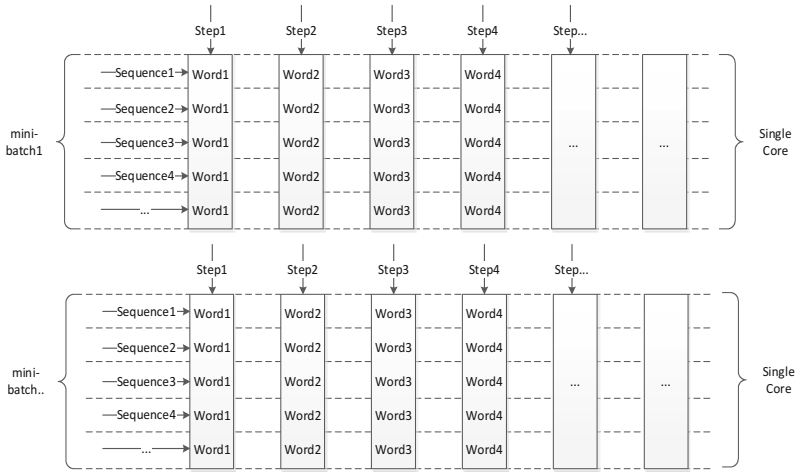 Step1 Step2 Step3 Step4 Step...
Sequence1 Word1 Word2 Word3 Word4
Sequence2 Word1 Word2 Word3 Word4
mini-
batch1
Sequence3 Word1 Word2 Word3 Word4 ... ...
Single
Core
Sequence4 Word1 Word2 Word3 Word4
... Word1 Word2 Word3 Word4
Step1 Step2 Step3 Step4 Step...
Sequence1 Word1 Word2 Word3 Word4
Sequence2 Word1 Word2 Word3 Word4
mini-
batch..
Sequence3 Word1 Word2 Word3 Word4 ... ...
Single
Core
Sequence4 Word1 Word2 Word3 Word4
... Word1 Word2 Word3 Word4